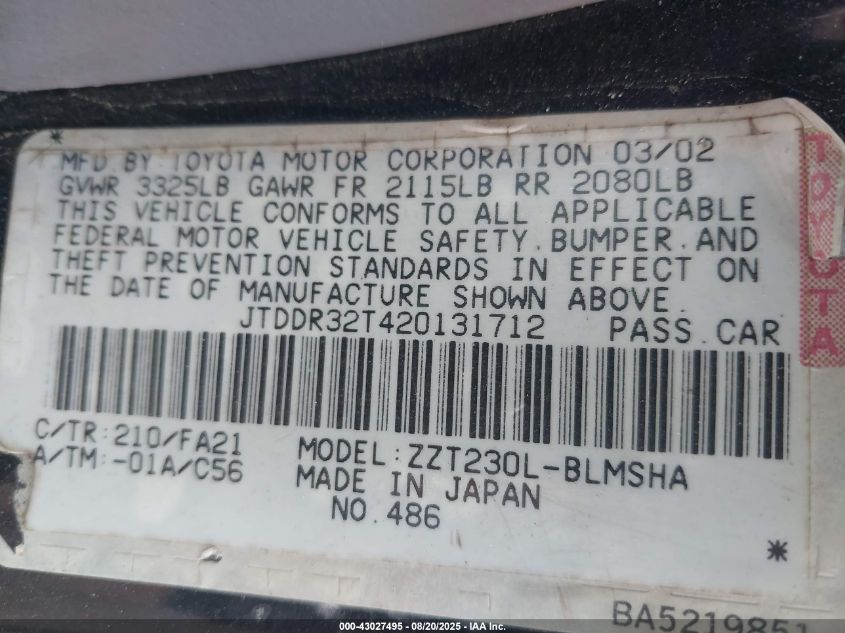 MFD. BY: TOYOTA MOTOR CORPORATION 03/02
GVWR 3325LB GAWR FR 2115LB RR 2080LB
THIS VEHICLE CONFORMS TO ALL APPLICABLE
FEDERAL MOTOR VEHICLE SAFETY, BUMPER, AND
THEFT PREVENTION STANDARDS IN EFFECT ON
THE DATE OF MANUFACTURE SHOWN ABOVE.
JTDDR32T420131712 PASS. CAR
TOYOTA
C/TR: 210/FA21
A/TM: -01A/C56
MODEL: ZZT230L-BLMSHA
MADE IN JAPAN
NO. 486
BA5219851
000-43027495 - 08/20/2025 - IAA Inc.